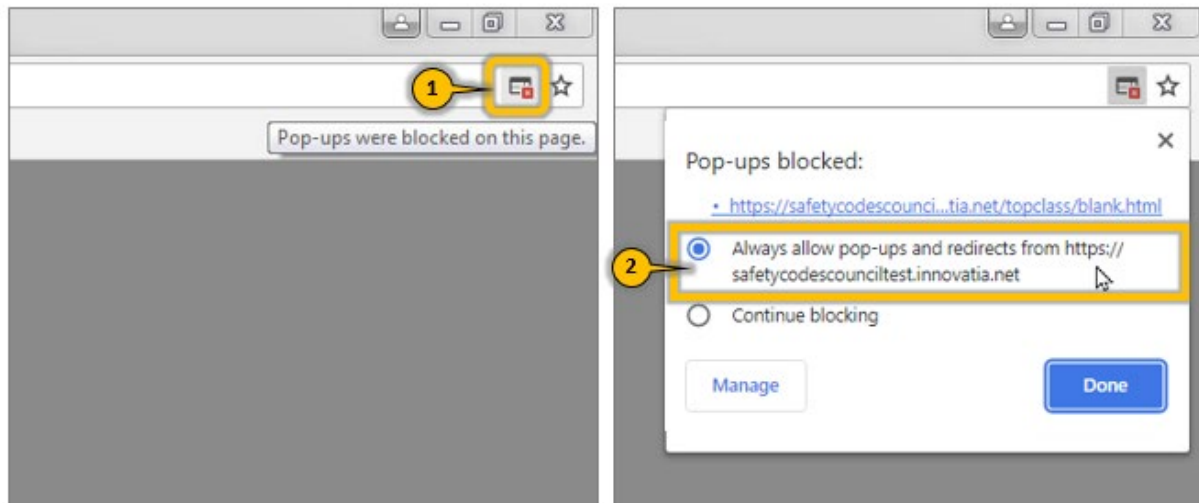 1
Pop-ups were blocked on this page.
Pop-ups blocked:
• https://safetycodescounci...tia.net/topclass/blank.html
2
Always allow pop-ups and redirects from https://
safetycodescounciltest.innovatia.net
Continue blocking
Manage
Done